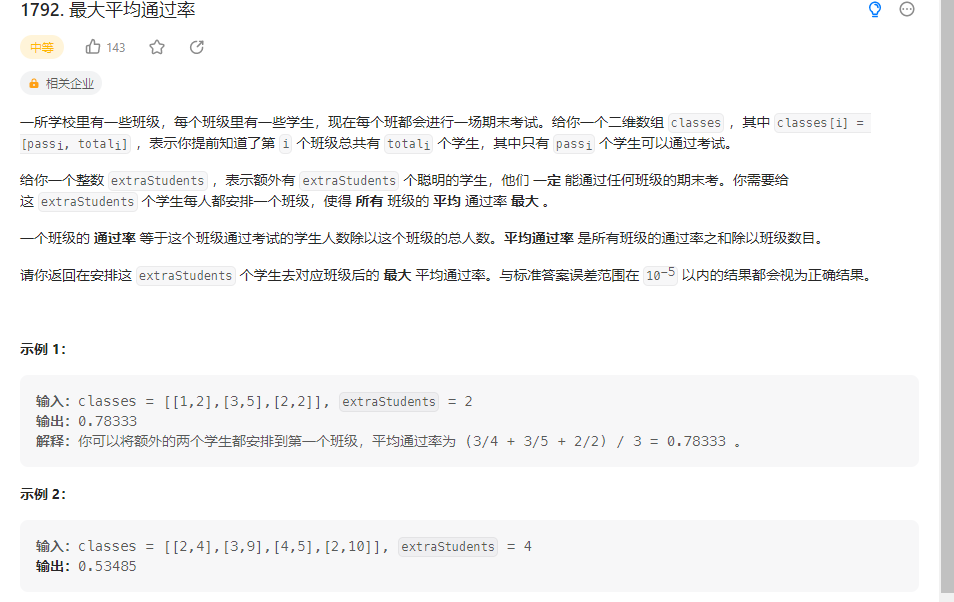 1792. 最大平均通过率
中等 143
相关企业
一所学校里有一些班级，每个班级里有一些学生，现在每个班都会进行一场期末考试。给你一个二维数组 classes ，其中 classes[i] =
[passi, totali] ，表示你提前知道了第 i 个班级总共有 totali 个学生，其中只有 passi 个学生可以通过考试。
给你一个整数 extraStudents ，表示额外有 extraStudents 个聪明的学生，他们 一定 能通过任何班级的期末考。你需要给
这 extraStudents 个学生每人都安排一个班级，使得 所有 班级的 平均 通过率 最大 。
一个班级的 通过率 等于这个班级通过考试的学生人数除以这个班级的总人数。平均通过率 是所有班级的通过率之和除以班级数目。
请你返回在安排这 extraStudents 个学生去对应班级后的 最大 平均通过率。与标准答案误差范围在 10-5 以内的结果都会视为正确结果。
示例 1：
输入：classes = [[1,2],[3,5],[2,2]], extraStudents = 2
输出：0.78333
解释：你可以将额外的两个学生都安排到第一个班级，平均通过率为 (3/4 + 3/5 + 2/2) / 3 = 0.78333 。
示例 2：
输入：classes = [[2,4],[3,9],[4,5],[2,10]], extraStudents = 4
输出：0.53485